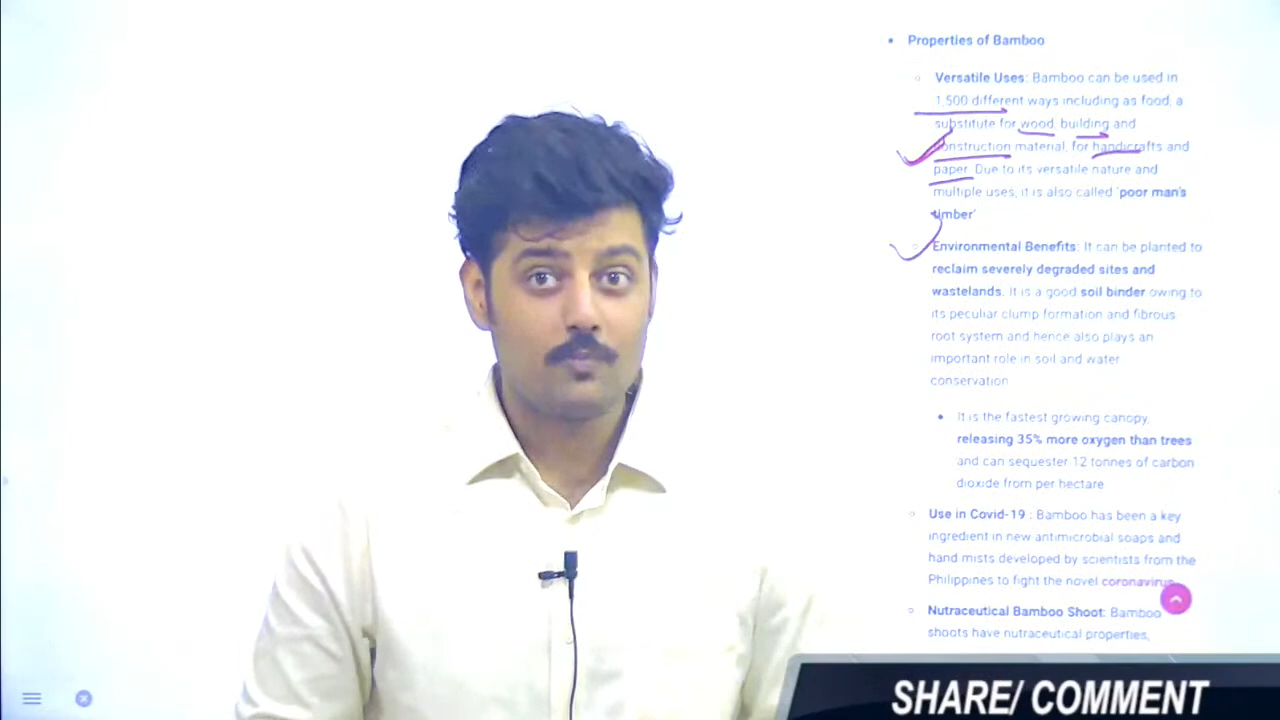 Properties of Bamboo
Versatile Uses: Bamboo can be used in
1,500 different ways including as food, a
substitute for wood, building and
construction material, for handicrafts and
paper. Due to its versatile nature and
multiple uses, it is also called 'poor man's
timber'
Environmental Benefits: It can be planted to
reclaim severely degraded sites and
wastelands. It is a good soil binder owing to
its peculiar clump formation and fibrous
root system and hence also plays an
important role in soil and water
conservation
It is the fastest growing canopy,
releasing 35% more oxygen than trees
and can sequester 12 tonnes of carbon
dioxide from per hectare
Use in Covid-19 : Bamboo has been a key
ingredient in new antimicrobial soaps and
hand mists developed by scientists from the
Philippines to fight the novel coronavirus
Nutraceutical Bamboo Shoot: Bamboo
shoots have nutraceutical properties,
SHARE/ COMMENT